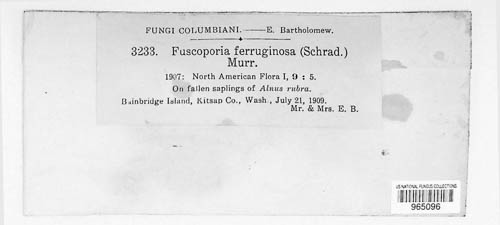 FUNGI COLUMBIANI.——E. Bartholomew.
3233. Fuscoporia ferruginosa (Schrad.)
Murr.
1907: North American Flora I, 9 : 5.
On fallen saplings of Alnus rubra.
Bainbridge Island, Kitsap Co., Wash., July 21, 1909.
Mr. & Mrs. E. B.
US NATIONAL FUNGUS COLLECTIONS
965096